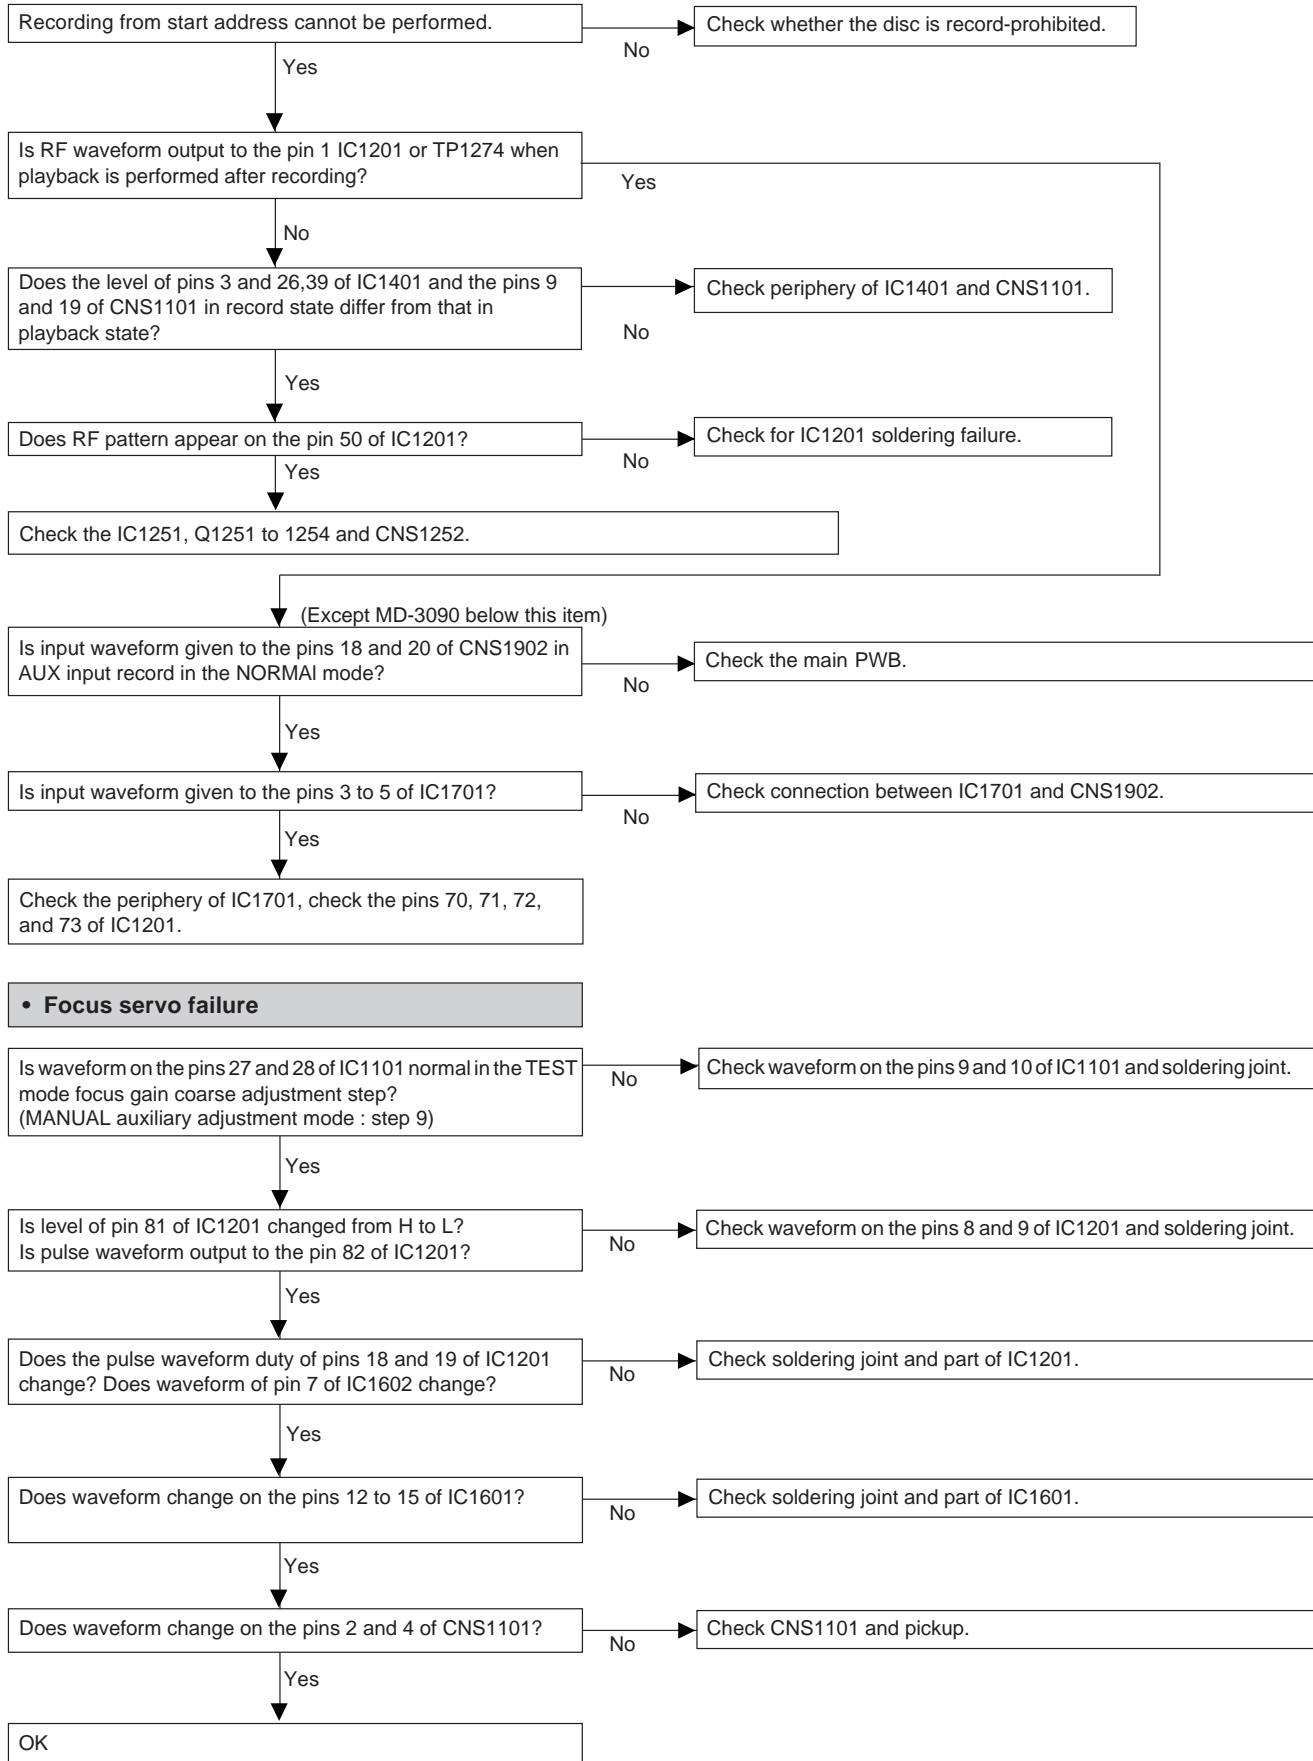 Recording from start address cannot be performed.
No
Check whether the disc is record-prohibited.
Yes
Is RF waveform output to the pin 1 IC1201 or TP1274 when
playback is performed after recording?
Yes
No
Does the level of pins 3 and 26,39 of IC1401 and the pins 9
and 19 of CNS1101 in record state differ from that in
playback state?
No
Check periphery of IC1401 and CNS1101.
Yes
Does RF pattern appear on the pin 50 of IC1201?
No
Check for IC1201 soldering failure.
Yes
Check the IC1251, Q1251 to 1254 and CNS1252.
(Except MD-3090 below this item)
Is input waveform given to the pins 18 and 20 of CNS1902 in
AUX input record in the NORMAl mode?
No
Check the main PWB.
Yes
Is input waveform given to the pins 3 to 5 of IC1701?
No
Check connection between IC1701 and CNS1902.
Yes
Check the periphery of IC1701, check the pins 70, 71, 72,
and 73 of IC1201.
• Focus servo failure
Is waveform on the pins 27 and 28 of IC1101 normal in the TEST
mode focus gain coarse adjustment step?
(MANUAL auxiliary adjustment mode : step 9)
No
Check waveform on the pins 9 and 10 of IC1101 and soldering joint.
Yes
Is level of pin 81 of IC1201 changed from H to L?
Is pulse waveform output to the pin 82 of IC1201?
No
Check waveform on the pins 8 and 9 of IC1201 and soldering joint.
Yes
Does the pulse waveform duty of pins 18 and 19 of IC1201
change? Does waveform of pin 7 of IC1602 change?
No
Check soldering joint and part of IC1201.
Yes
Does waveform change on the pins 12 to 15 of IC1601?
No
Check soldering joint and part of IC1601.
Yes
Does waveform change on the pins 2 and 4 of CNS1101?
No
Check CNS1101 and pickup.
Yes
OK